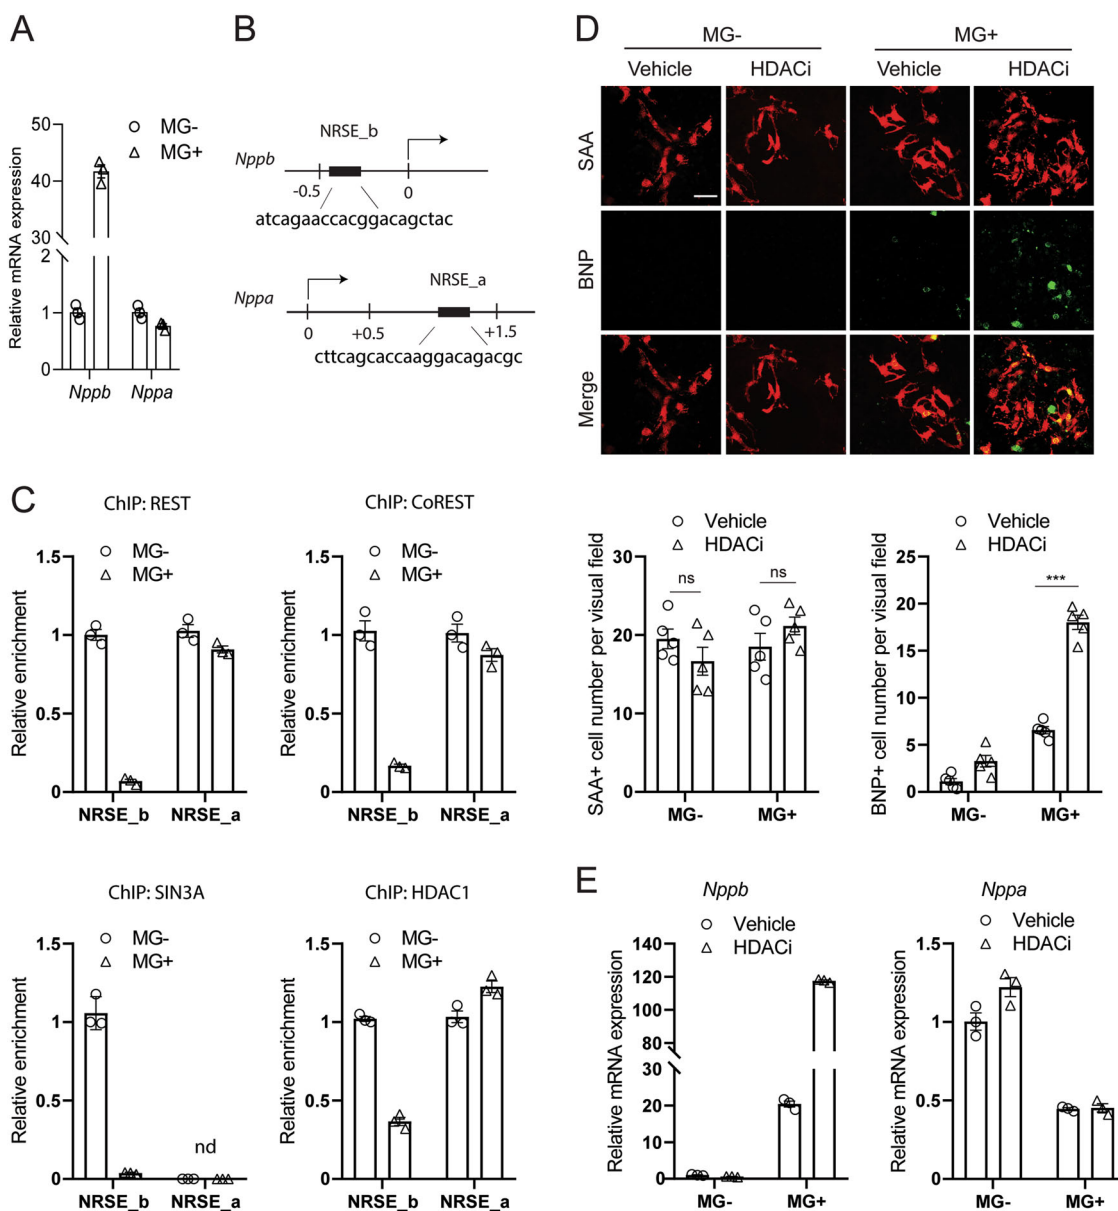 A
Relative mRNA expression
50
40
30
2
1
0
MG-
MG+
Nppb
Nppa
B
NRSE_b
Nppb
-0.5
0
atcagaaccacggacagctac
NRSE_a
Nppa
0
+0.5
+1.5
cttcagcaccaaggacagacgc
C
ChIP: REST
MG-
MG+
Relative enrichment
1.5
1
0.5
0
NRSE_b
NRSE_a
ChIP: CoREST
MG-
MG+
Relative enrichment
1.5
1
0.5
0
NRSE_b
NRSE_a
ChIP: SIN3A
MG-
MG+
Relative enrichment
1.5
1
0.5
0
nd
NRSE_b
NRSE_a
ChIP: HDAC1
MG-
MG+
Relative enrichment
1.5
1
0.5
0
NRSE_b
NRSE_a
D
MG-
MG+
Vehicle
HDACi
Vehicle
HDACi
SAA
BNP
Merge
Vehicle
HDACi
SAA+ cell number per visual field
30
20
10
0
ns
ns
MG-
MG+
Vehicle
HDACi
BNP+ cell number per visual field
25
20
15
10
5
0
***
MG-
MG+
E
Nppb
Vehicle
HDACi
Relative mRNA expression
140
120
100
80
60
30
20
10
0
MG-
MG+
Nppa
Vehicle
HDACi
Relative mRNA expression
1.5
1
0.5
0
MG-
MG+